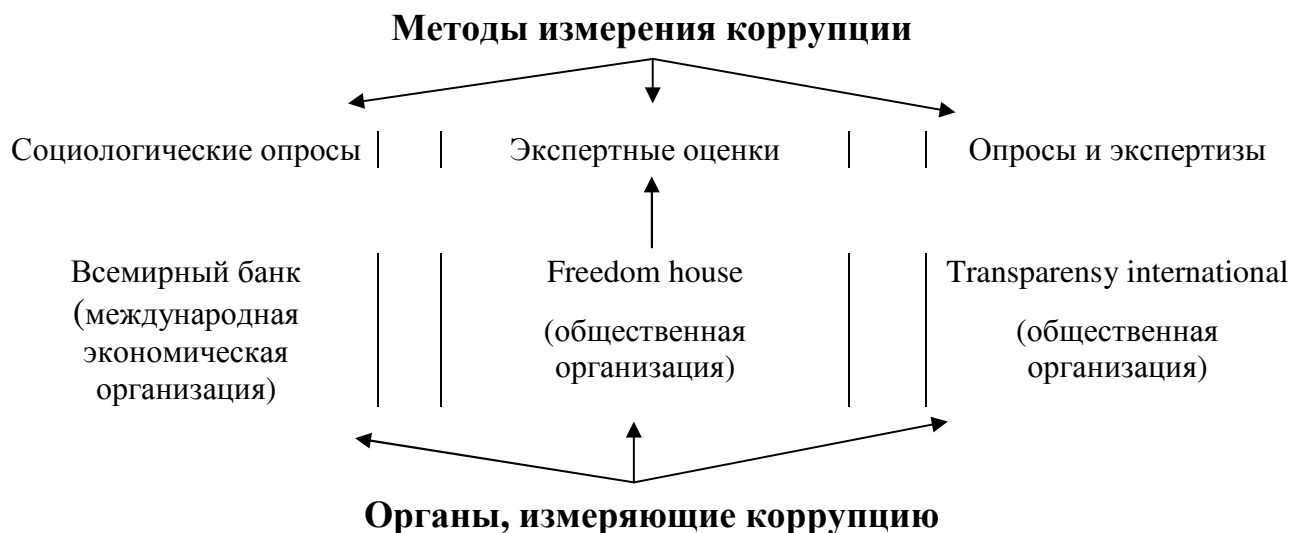 Методы измерения коррупции
Социологические опросы
Экспертные оценки
Опросы и экспертизы
Всемирный банк
(международная
экономическая
организация)
Freedom house
(общественная
организация)
Transparensy international
(общественная
организация)
Органы, измеряющие коррупцию